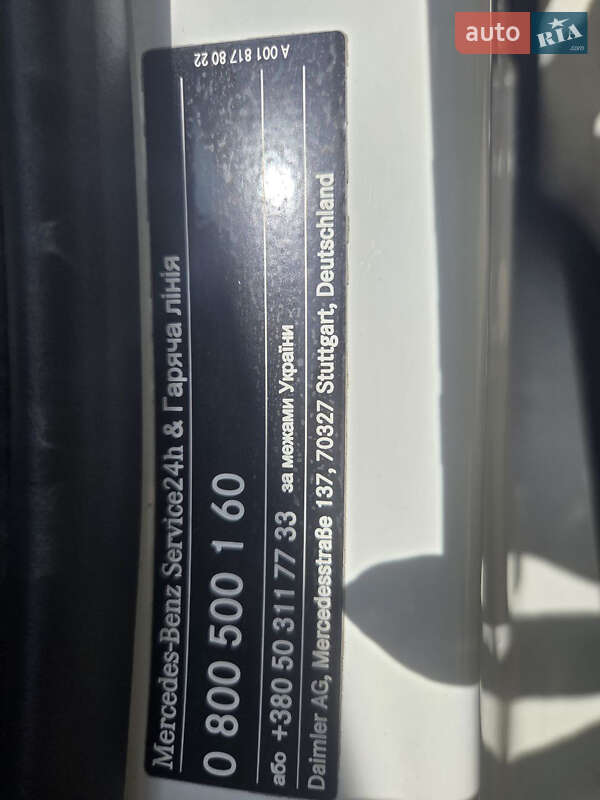 auto RIA.com
A 001 817 80 22
Mercedes-Benz Service24h & Гаряча лінія
0 800 500 1 60
або +380 50 311 77 33 за межами України
Daimler AG, Mercedesstraße 137, 70327 Stuttgart, Deutschland